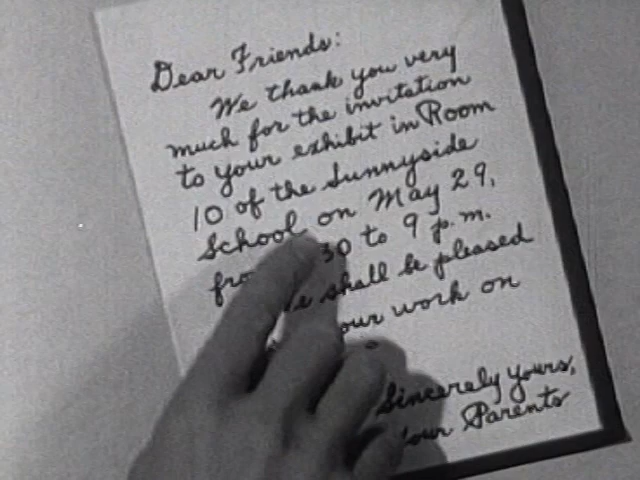 Dear Friends:
We thank you very
much for the invitation
to your exhibit in Room
10 of the Sunnyside
School on May 29,
30 to 9 p.m.
shall be pleased
work on
Sincerely yours,
Parents